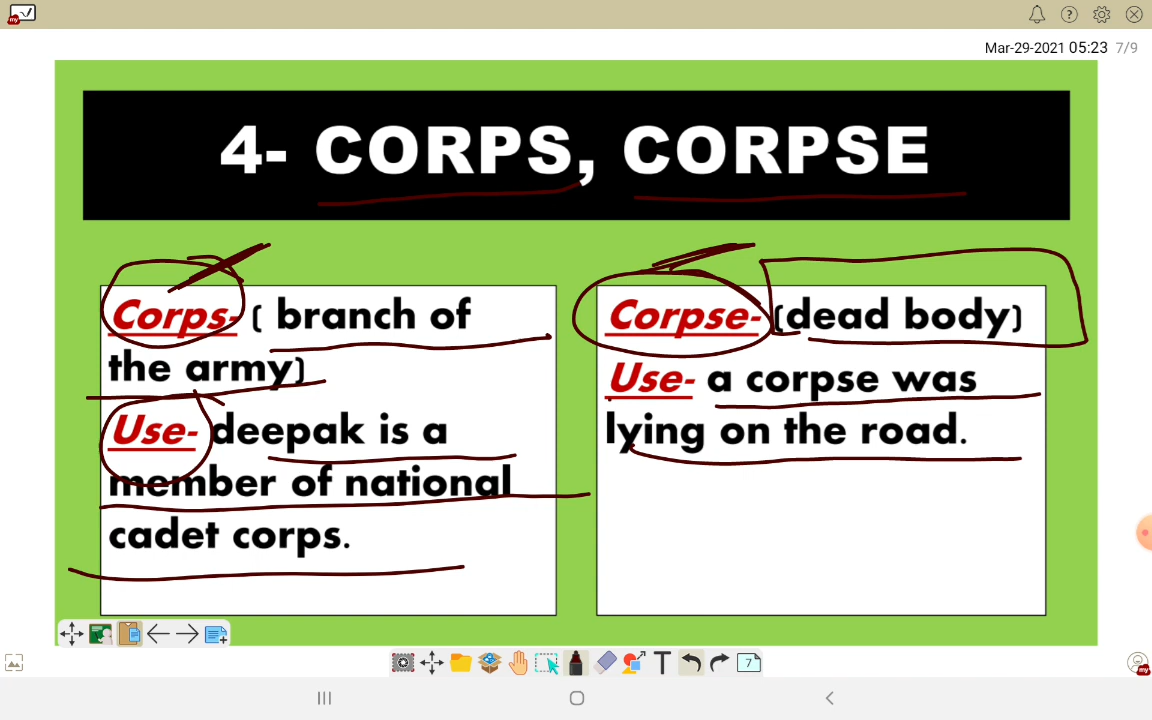 Mar-29-2021 05:23 7/9
4- CORPS, CORPSE
Corps- ( branch of
the army)
Use- deepak is a
member of national
cadet corps.
Corpse- (dead body)
Use- a corpse was
lying on the road.
7